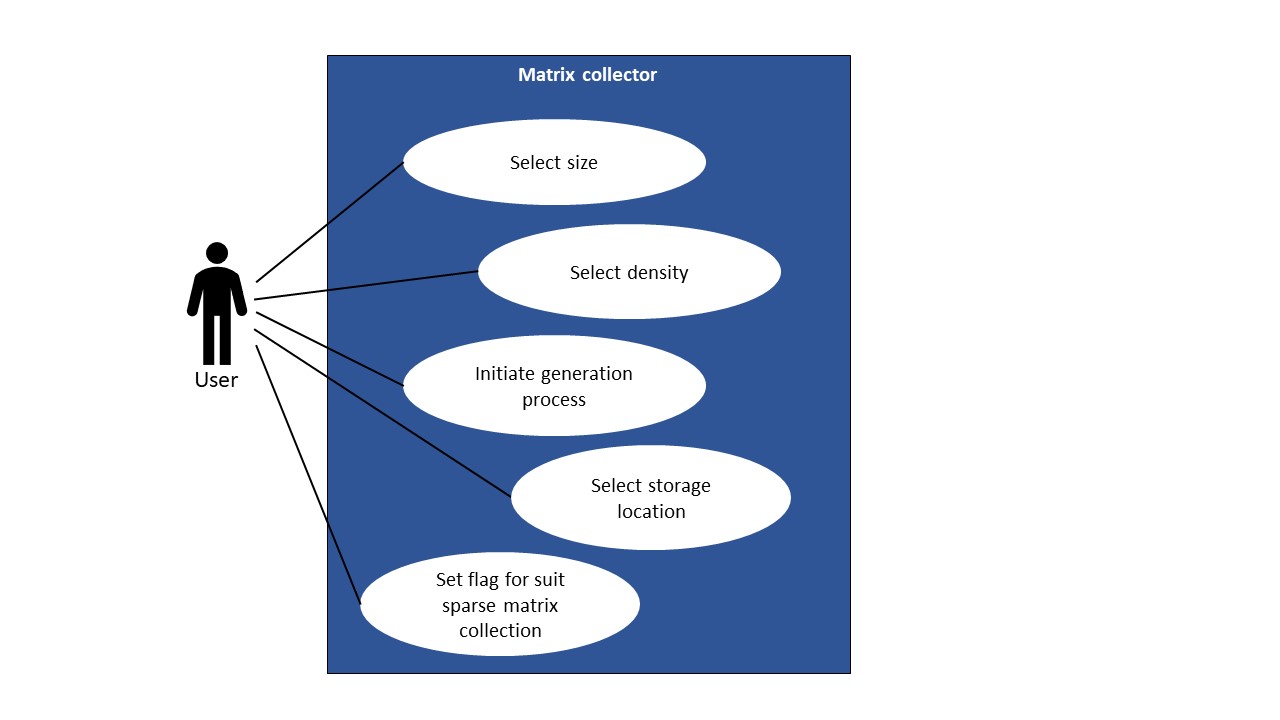 Matrix collector
Select size
Select density
Initiate generation
process
User
Select storage
location
Set flag for suit
sparse matrix
collection